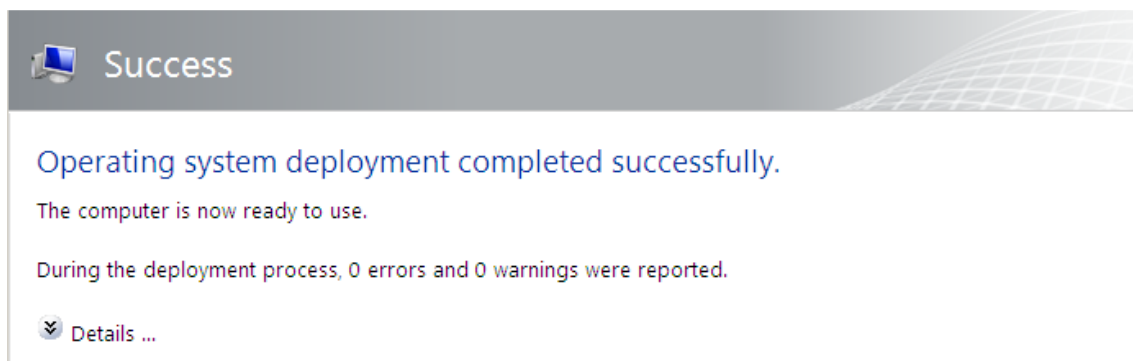 Success
Operating system deployment completed successfully.
The computer is now ready to use.
During the deployment process, 0 errors and 0 warnings were reported.
Details ...